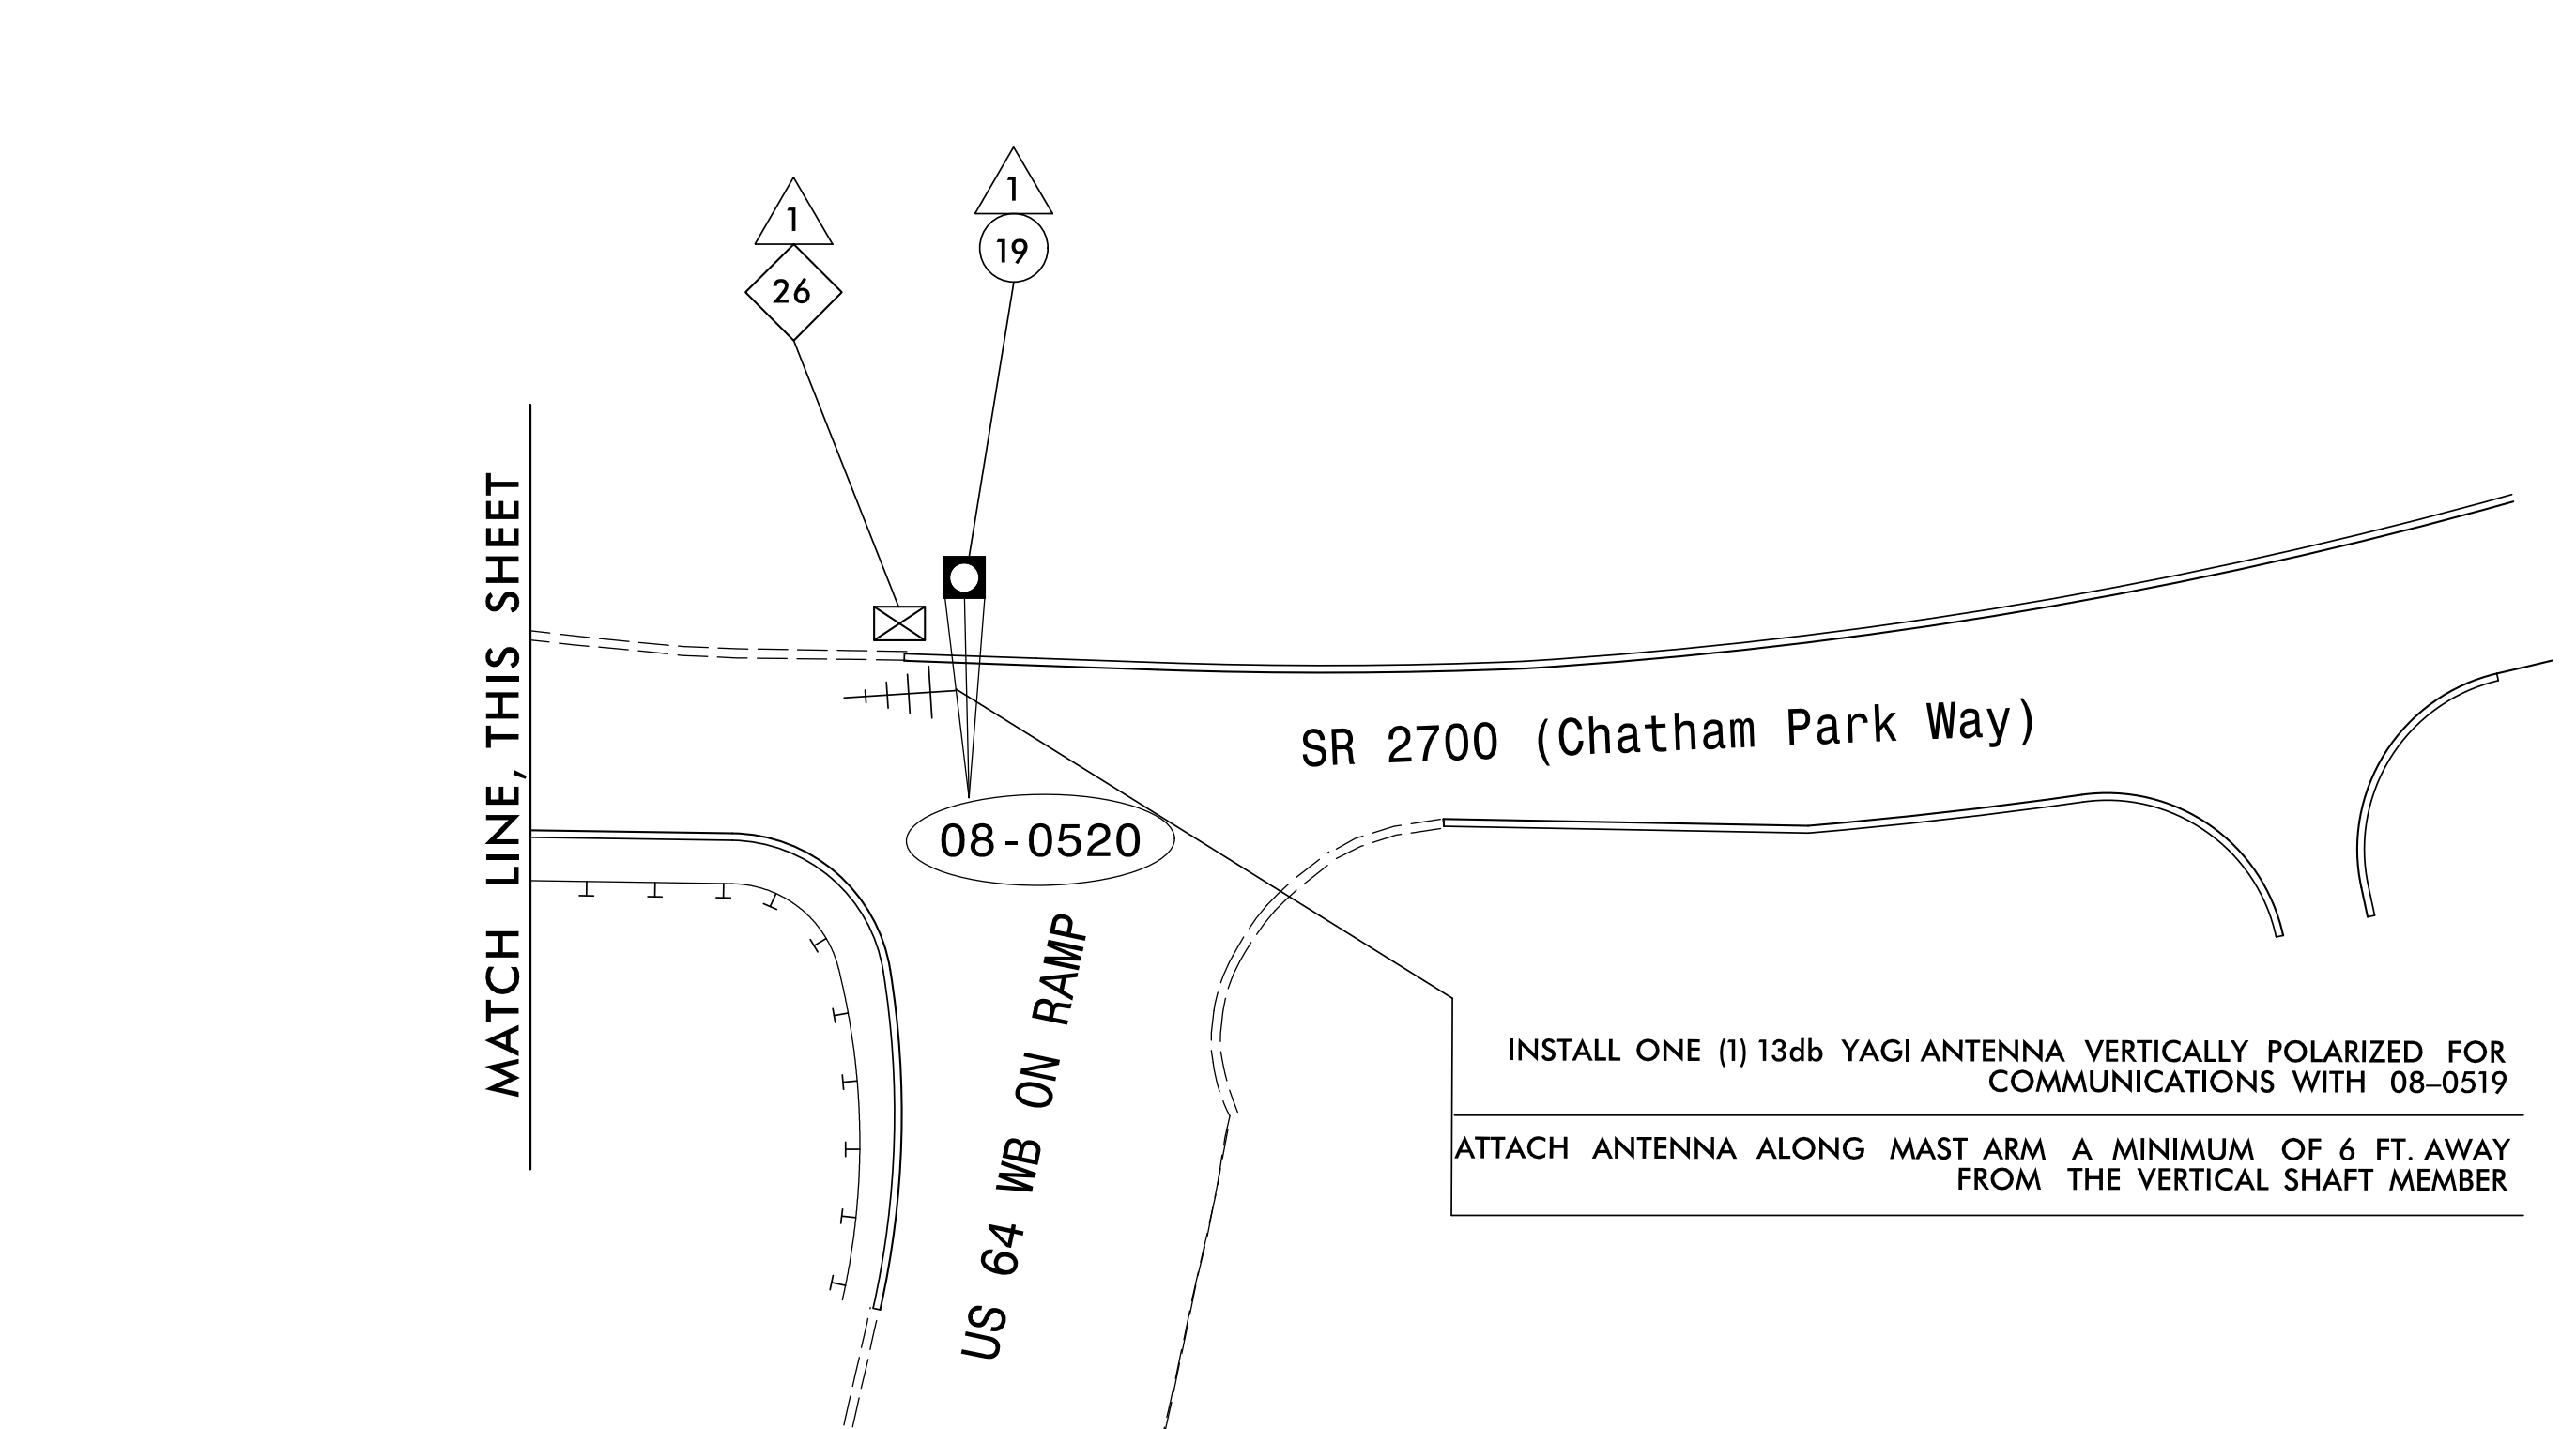 1
1
19
26
MATCH LINE, THIS SHEET
SR 2700 (Chatham Park Way)
08-0520
US 64 WB ON RAMP
INSTALL ONE (1) 13db YAGI ANTENNA VERTICALLY POLARIZED FOR
COMMUNICATIONS WITH 08–0519
ATTACH ANTENNA ALONG MAST ARM A MINIMUM OF 6 FT. AWAY
FROM THE VERTICAL SHAFT MEMBER